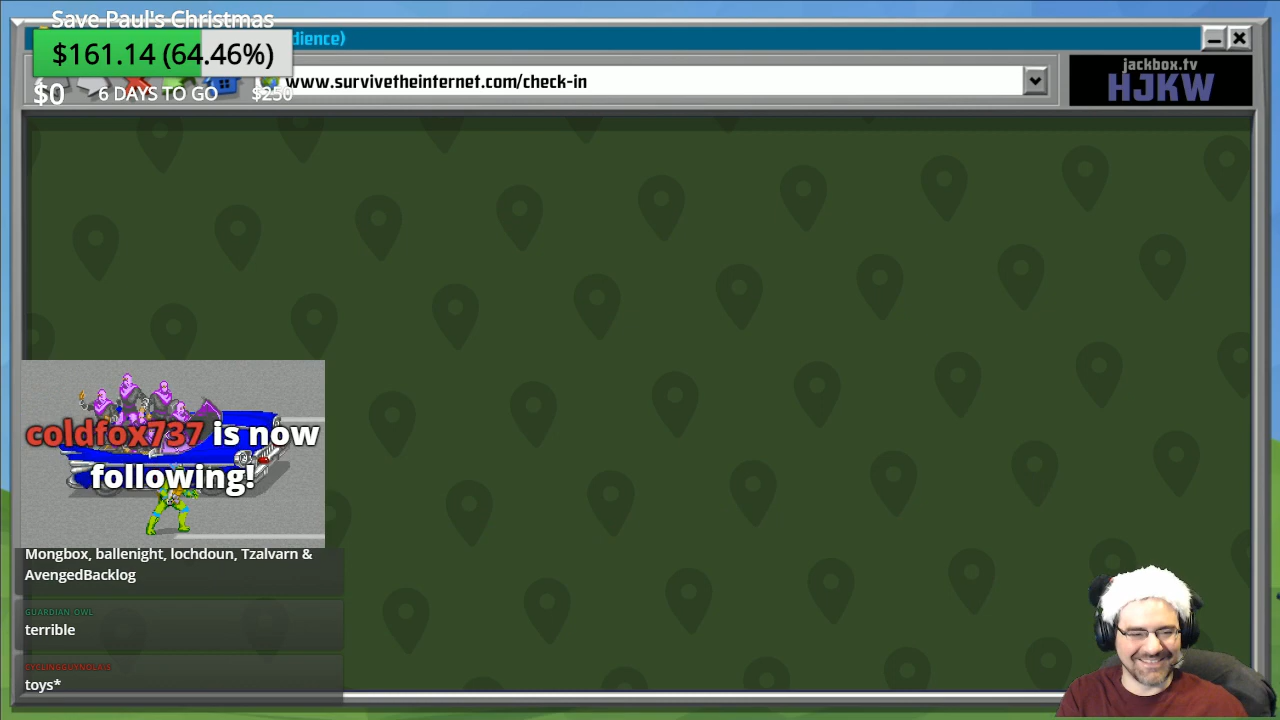 Save Paul's Christmas
$161.14 (64.46%)
dience)
$0
6 DAYS TO GO
$250
www.survivetheinternet.com/check-in
jackbox.tv
HJKW
coldfox737 is now
following!
Mongbox, ballenight, lochdoun, Tzalvarn &
AvengedBacklog
GUARDIAN_OWL
terrible
CYCLINGGUYNOLA15
toys*